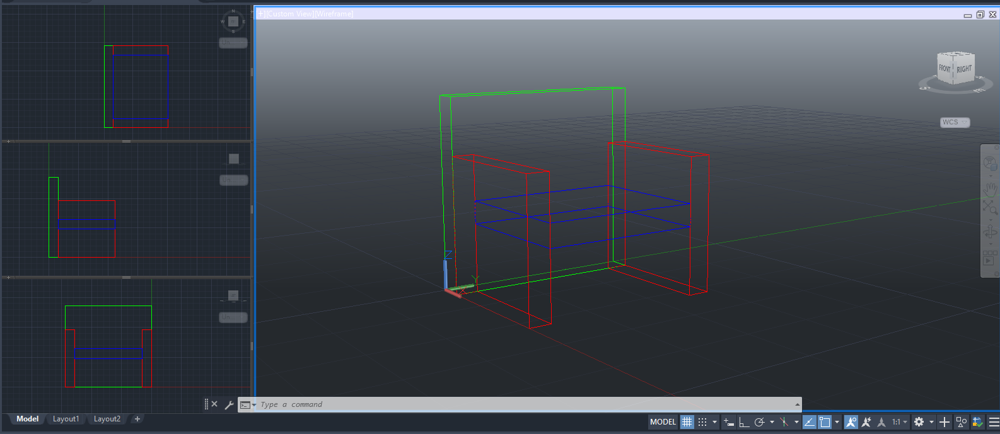 [+][Custom View][Wireframe]
N
W
E
S
FRONT
RIGHT
S
E
WCS
Z
Y
X
Type a command
Model
Layout1
Layout2
+
MODEL
1:1